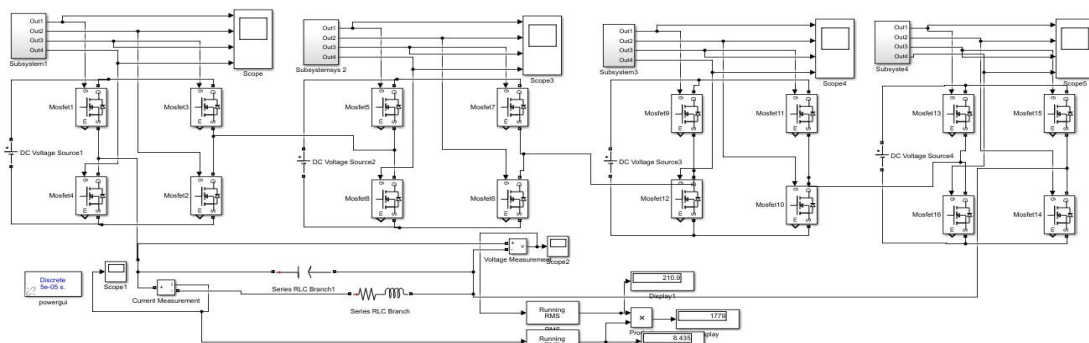 Out1
Out2
Out3
Out4
Subsystem1
Scope
Out1
Out2
Out3
Out4
Subsystemsys 2
Scope3
Out1
Out2
Out3
Out4
Subsystem3
Scope4
Out1
Out2
Out3
Out4
Subsyste4
Scope5
Mosfet1
Mosfet3
Mosfet5
Mosfet7
Mosfet9
Mosfet11
Mosfet13
Mosfet15
DC Voltage Source1
DC Voltage Source2
DC Voltage Source3
DC Voltage Source4
Mosfet4
Mosfet2
Mosfet8
Mosfet6
Mosfet12
Mosfet10
Mosfet16
Mosfet14
Voltage Measurement
Scope2
Discrete
5e-05 s.
powergui
Scope1
Current Measurement
Series RLC Branch1
Series RLC Branch
210.9
Display1
Running
RMS
1779
8.435
Running